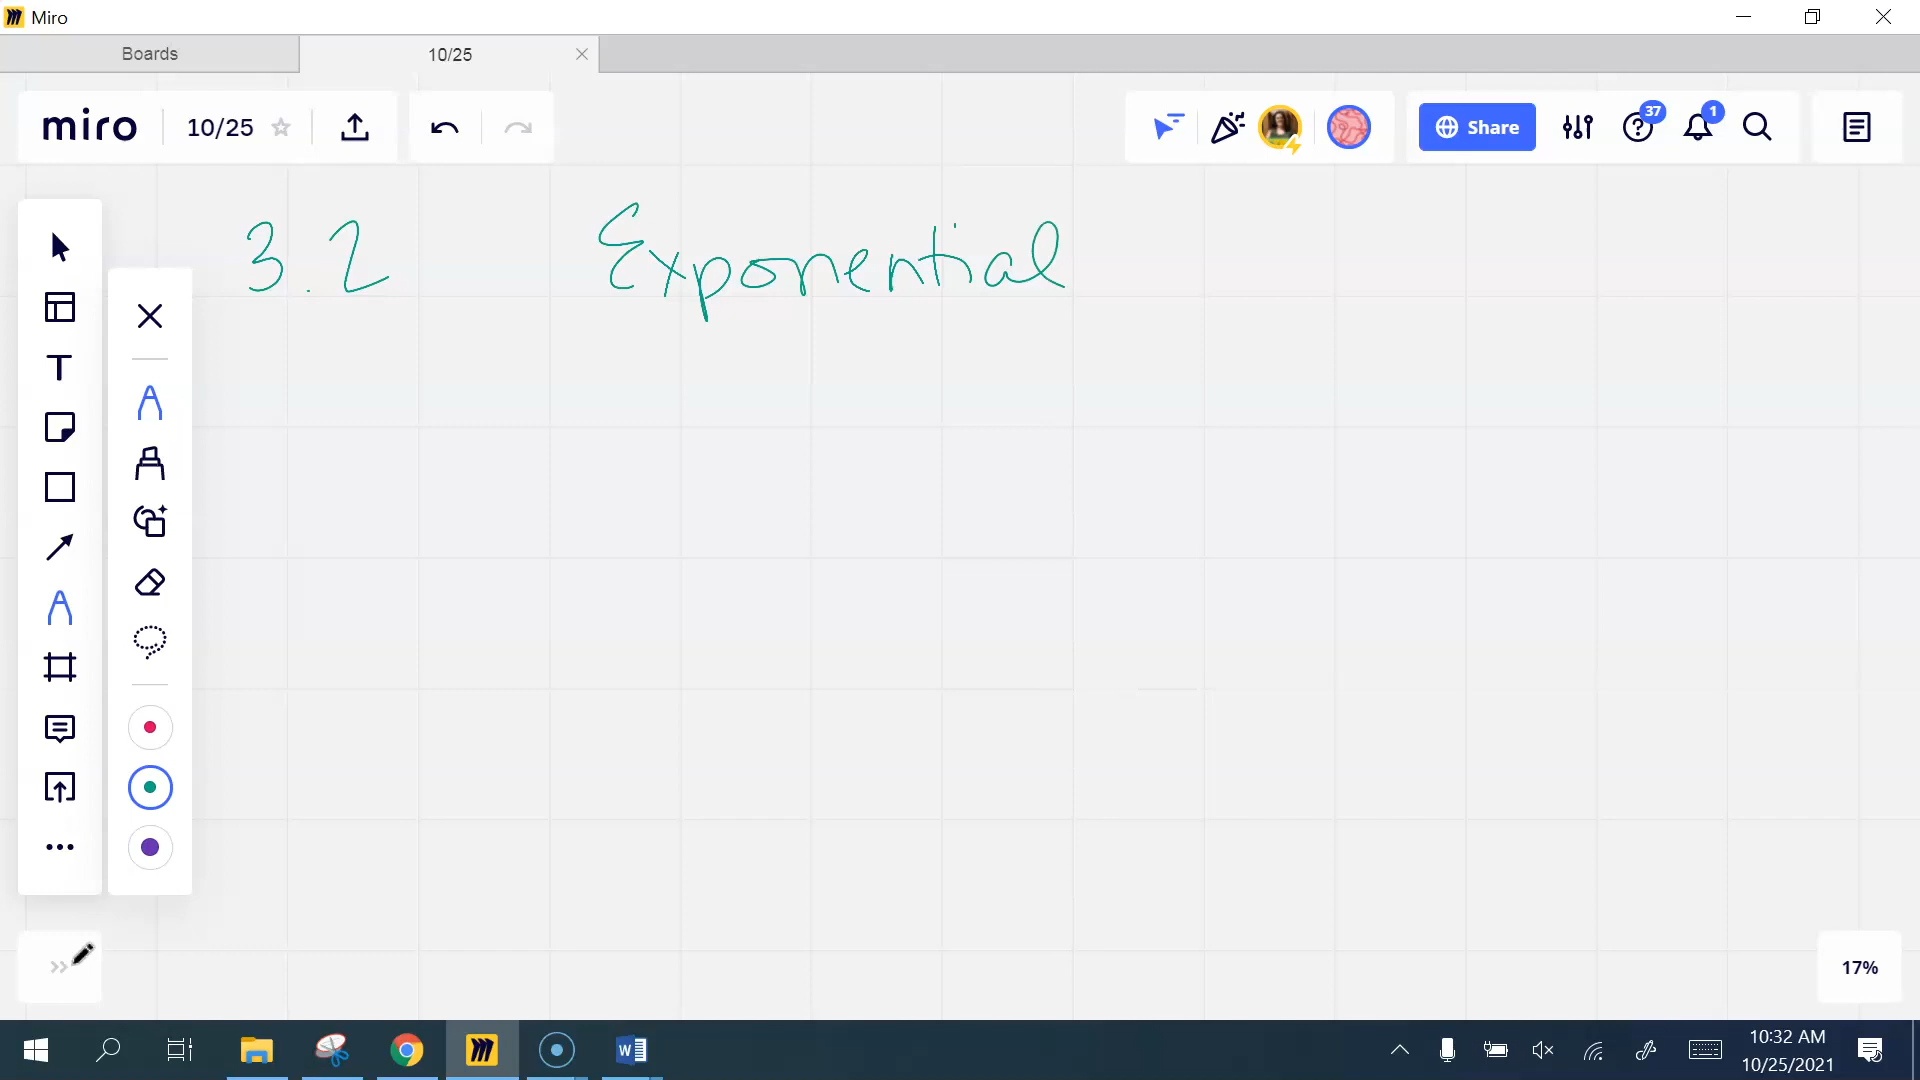 Miro
Boards
10/25
miro
10/25
37
1
Share
3.2 Exponential
17%
10:32 AM
10/25/2021